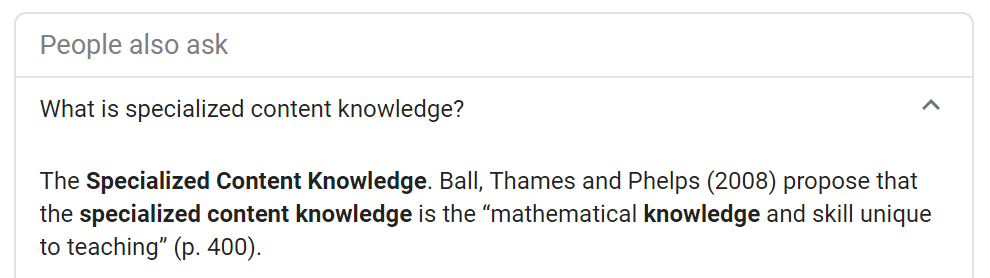 People also ask
What is specialized content knowledge?
The Specialized Content Knowledge. Ball, Thames and Phelps (2008) propose that
the specialized content knowledge is the “mathematical knowledge and skill unique
to teaching” (p. 400).